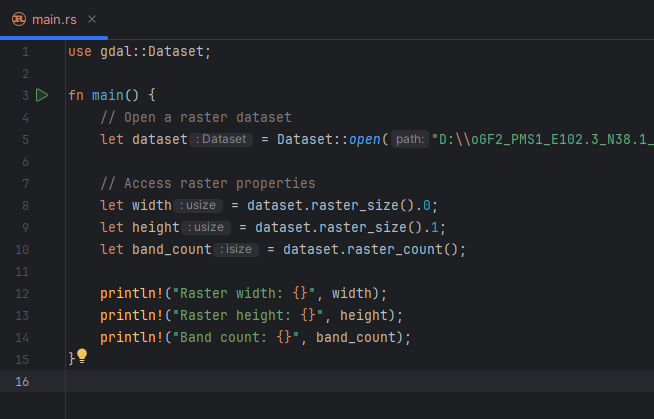 main.rs
1 use gdal::Dataset;
2
3 fn main() {
4 // Open a raster dataset
5 let dataset : Dataset = Dataset::open( path: "D:\\oGF2_PMS1_E102.3_N38.1_
6
7 // Access raster properties
8 let width : usize = dataset.raster_size().0;
9 let height : usize = dataset.raster_size().1;
10 let band_count : isize = dataset.raster_count();
11
12 println!("Raster width: {}", width);
13 println!("Raster height: {}", height);
14 println!("Band count: {}", band_count);
15 }
16